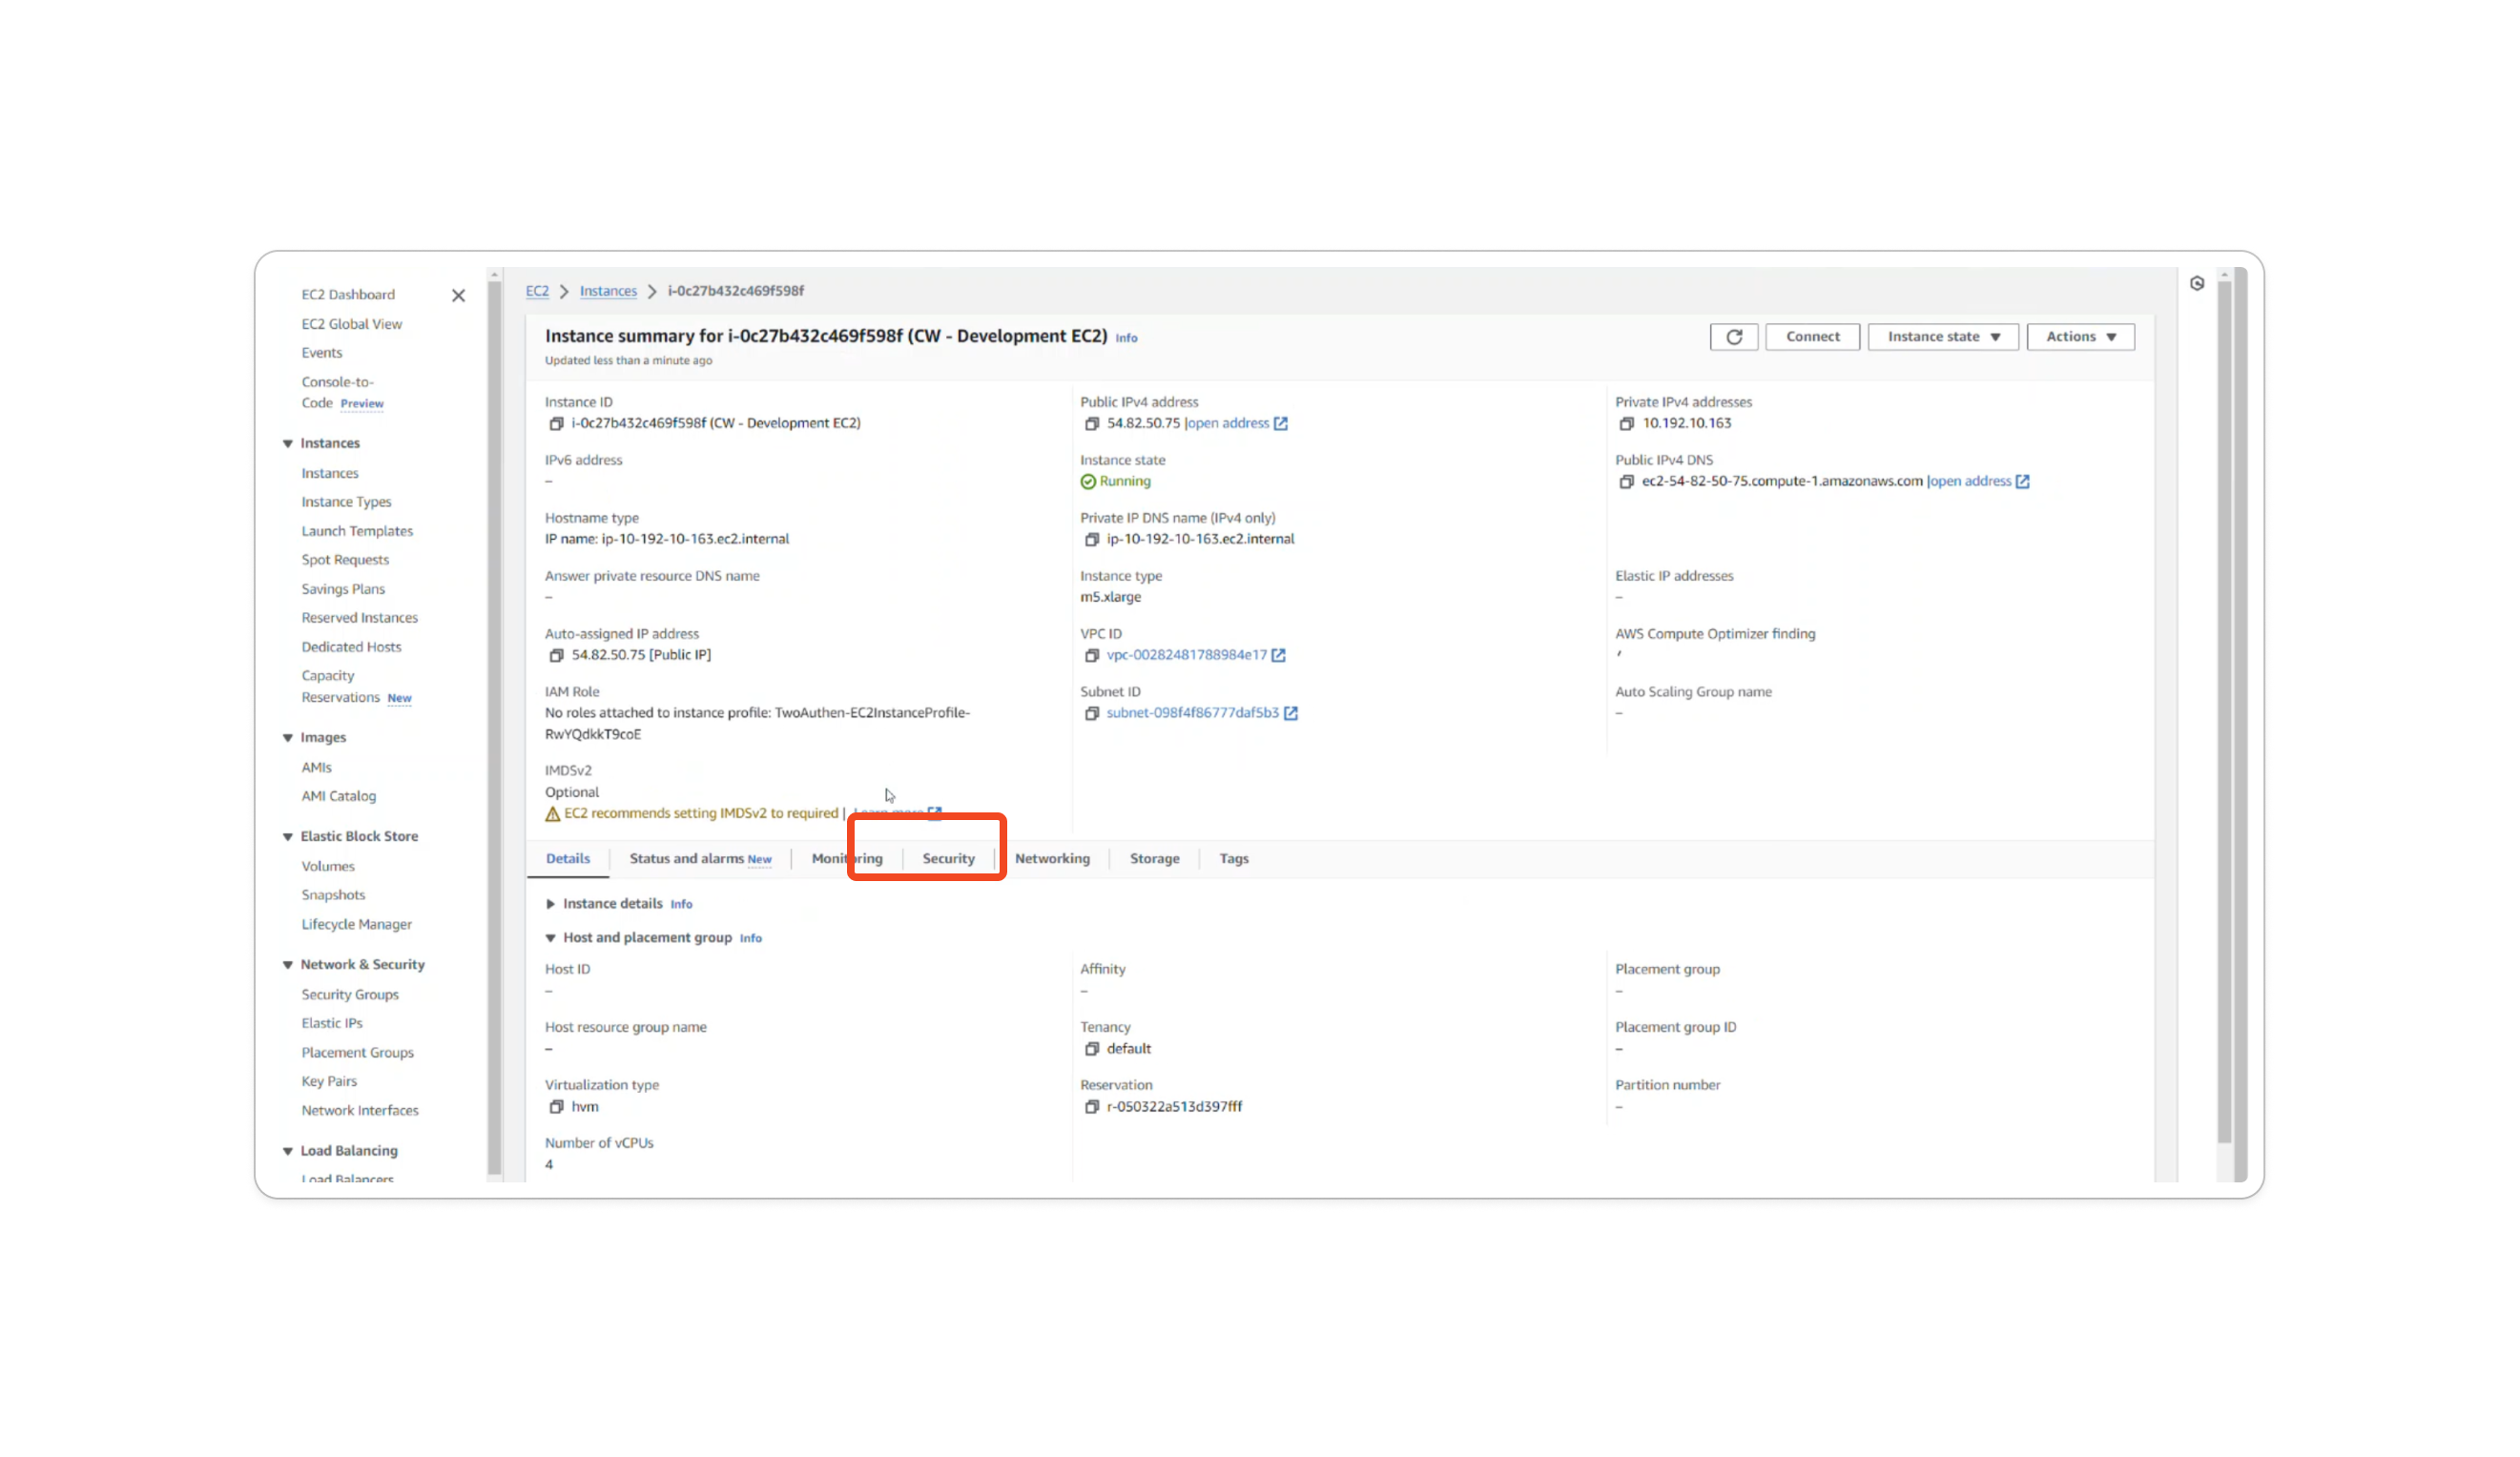 EC2 Dashboard
EC2 Global View
Events
Console-to-
Code Preview
Instances
Instances
Instance Types
Launch Templates
Spot Requests
Savings Plans
Reserved Instances
Dedicated Hosts
Capacity
Reservations New
Images
AMIs
AMI Catalog
Elastic Block Store
Volumes
Snapshots
Lifecycle Manager
Network & Security
Security Groups
Elastic IPs
Placement Groups
Key Pairs
Network Interfaces
Load Balancing
Load Balancers
EC2 > Instances > i-0c27b432c469f598f
Instance summary for i-0c27b432c469f598f (CW - Development EC2) Info
Updated less than a minute ago
Connect
Instance state
Actions
Instance ID
i-0c27b432c469f598f (CW - Development EC2)
Public IPv4 address
54.82.50.75 |open address
Private IPv4 addresses
10.192.10.163
IPv6 address
–
Instance state
Running
Public IPv4 DNS
ec2-54-82-50-75.compute-1.amazonaws.com |open address
Hostname type
IP name: ip-10-192-10-163.ec2.internal
Private IP DNS name (IPv4 only)
ip-10-192-10-163.ec2.internal
Answer private resource DNS name
–
Instance type
m5.xlarge
Elastic IP addresses
–
Auto-assigned IP address
54.82.50.75 [Public IP]
VPC ID
vpc-00282481788984e17
AWS Compute Optimizer finding
IAM Role
No roles attached to instance profile: TwoAuthen-EC2InstanceProfile-
RwYQdkkT9coE
Subnet ID
subnet-098f4f86777daf5b3
Auto Scaling Group name
–
IMDSv2
Optional
EC2 recommends setting IMDSv2 to required | Learn more
Details
Status and alarms New
Monitoring
Security
Networking
Storage
Tags
Instance details Info
Host and placement group Info
Host ID
–
Affinity
–
Placement group
–
Host resource group name
–
Tenancy
default
Placement group ID
–
Virtualization type
hvm
Reservation
r-050322a513d397fff
Partition number
–
Number of vCPUs
4